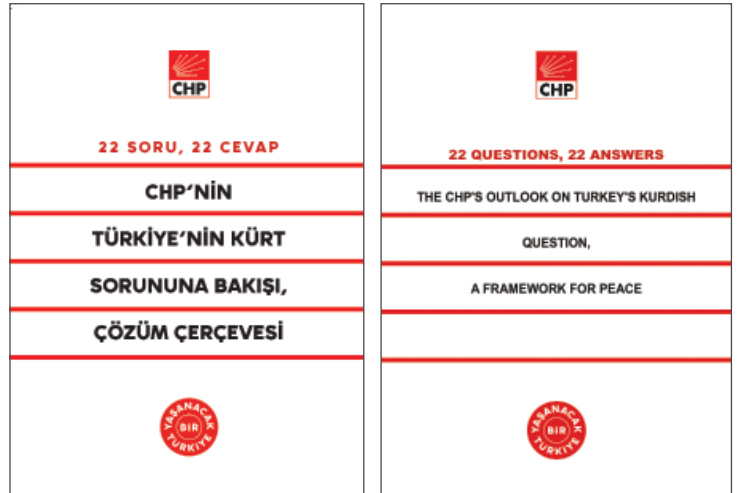 CHP
22 SORU, 22 CEVAP
CHP'NİN
TÜRKİYE'NİN KÜRT
SORUNUNA BAKIŞI,
ÇÖZÜM ÇERÇEVESİ
YAŞANACAK
BİR
TÜRKİYE
CHP
22 QUESTIONS, 22 ANSWERS
THE CHP'S OUTLOOK ON TURKEY'S KURDISH
QUESTION,
A FRAMEWORK FOR PEACE
YAŞANACAK
BİR
TÜRKİYE